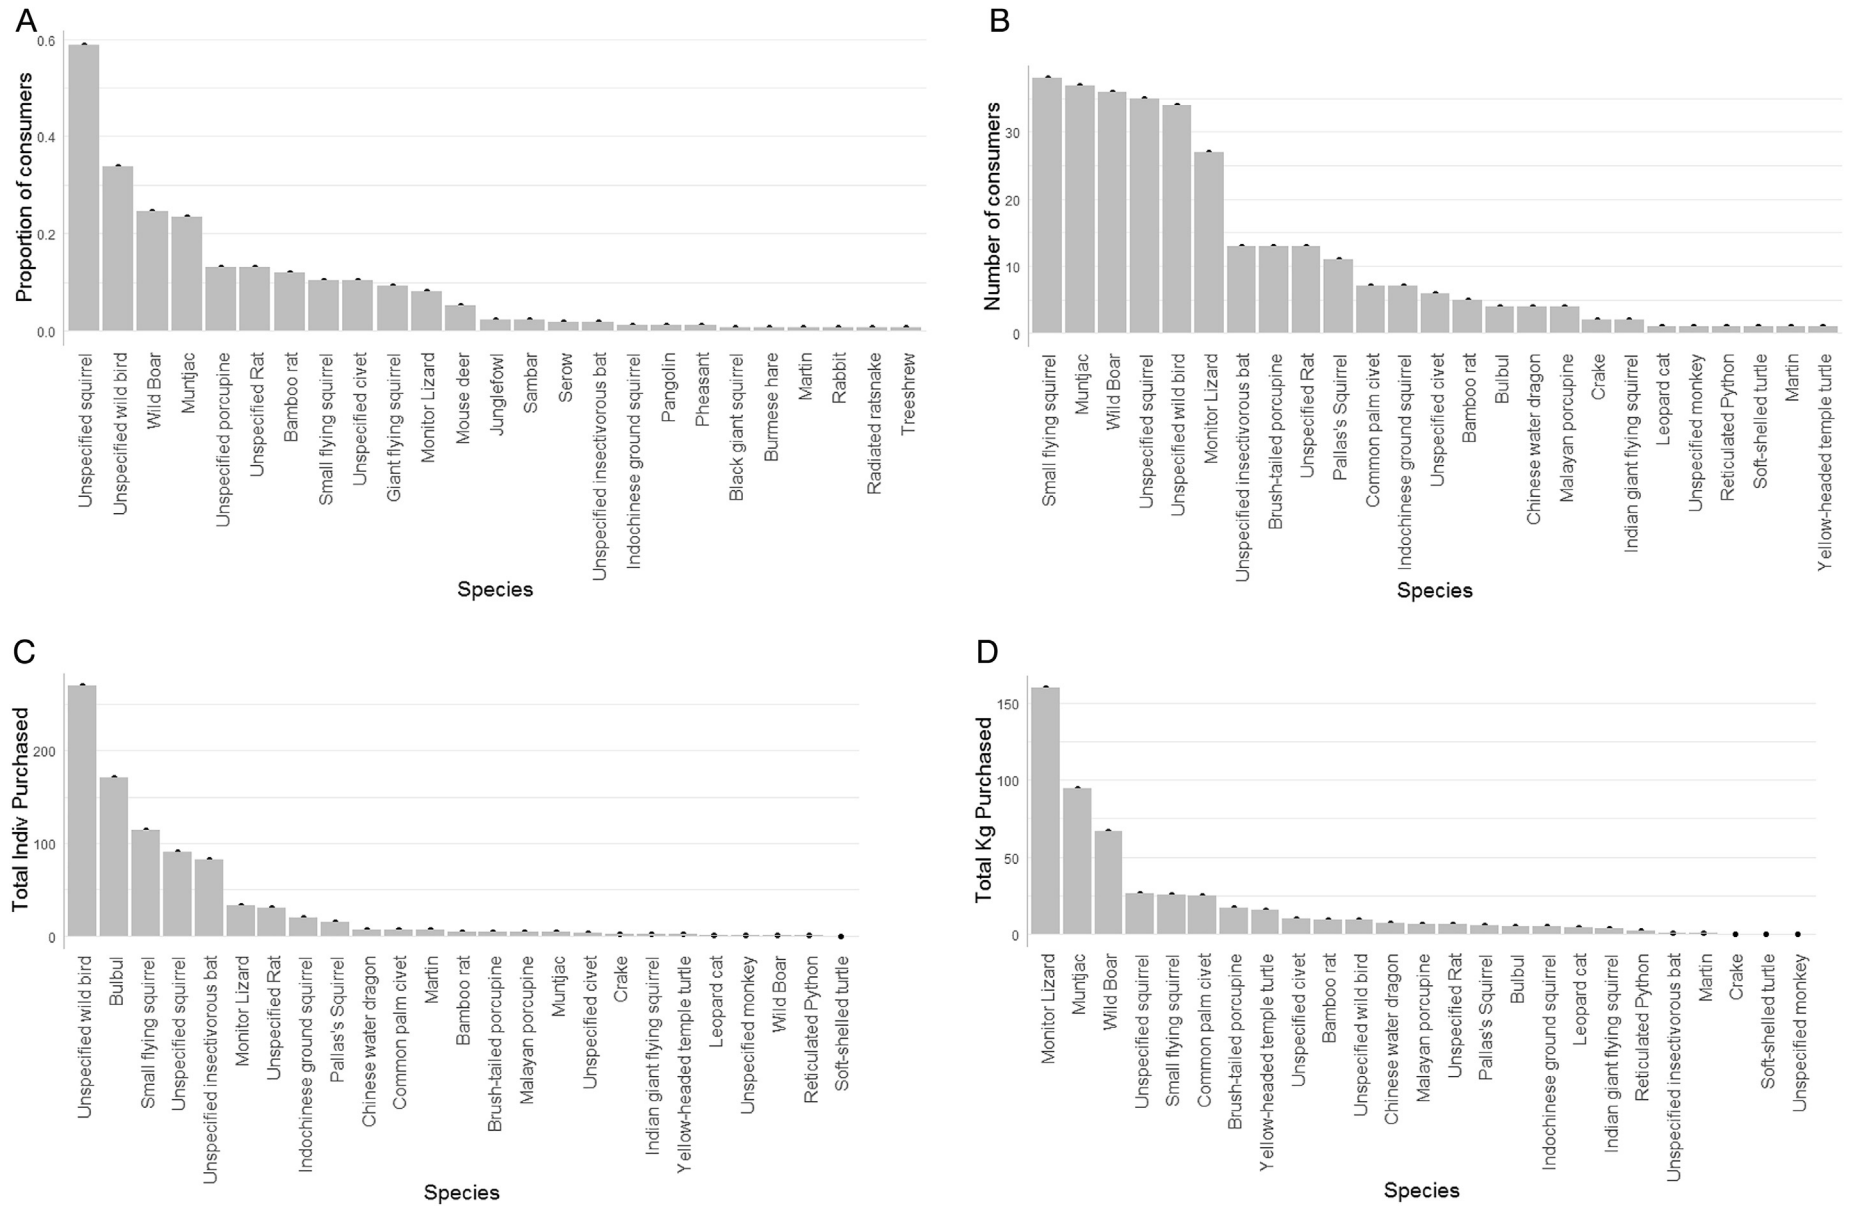 A
Proportion of consumers
0.6
0.4
0.2
0.0
Unspecified squirrel
Unspecified wild bird
Wild Boar
Muntjac
Unspecified porcupine
Unspecified Rat
Bamboo rat
Small flying squirrel
Unspecified civet
Giant flying squirrel
Monitor Lizard
Mouse deer
Junglefowl
Sambar
Serow
Unspecified insectivorous bat
Indochinese ground squirrel
Pangolin
Pheasant
Black giant squirrel
Burmese hare
Martin
Rabbit
Radiated ratsnake
Treeshrew
Species
B
Number of consumers
30
20
10
0
Small flying squirrel
Muntjac
Wild Boar
Unspecified squirrel
Unspecified wild bird
Monitor Lizard
Unspecified insectivorous bat
Brush-tailed porcupine
Unspecified Rat
Pallas's Squirrel
Common palm civet
Indochinese ground squirrel
Unspecified civet
Bamboo rat
Bulbul
Chinese water dragon
Malayan porcupine
Crake
Indian giant flying squirrel
Leopard cat
Unspecified monkey
Reticulated Python
Soft-shelled turtle
Martin
Yellow-headed temple turtle
Species
C
Total Indiv Purchased
200
100
0
Unspecified wild bird
Bulbul
Small flying squirrel
Unspecified squirrel
Unspecified insectivorous bat
Monitor Lizard
Unspecified Rat
Indochinese ground squirrel
Pallas's Squirrel
Chinese water dragon
Common palm civet
Martin
Bamboo rat
Brush-tailed porcupine
Malayan porcupine
Muntjac
Unspecified civet
Crake
Indian giant flying squirrel
Yellow-headed temple turtle
Leopard cat
Unspecified monkey
Wild Boar
Reticulated Python
Soft-shelled turtle
Species
D
Total Kg Purchased
150
100
50
0
Monitor Lizard
Muntjac
Wild Boar
Unspecified squirrel
Small flying squirrel
Common palm civet
Brush-tailed porcupine
Yellow-headed temple turtle
Unspecified civet
Bamboo rat
Unspecified wild bird
Chinese water dragon
Malayan porcupine
Unspecified Rat
Pallas's Squirrel
Bulbul
Indochinese ground squirrel
Leopard cat
Indian giant flying squirrel
Reticulated Python
Unspecified insectivorous bat
Martin
Crake
Soft-shelled turtle
Unspecified monkey
Species